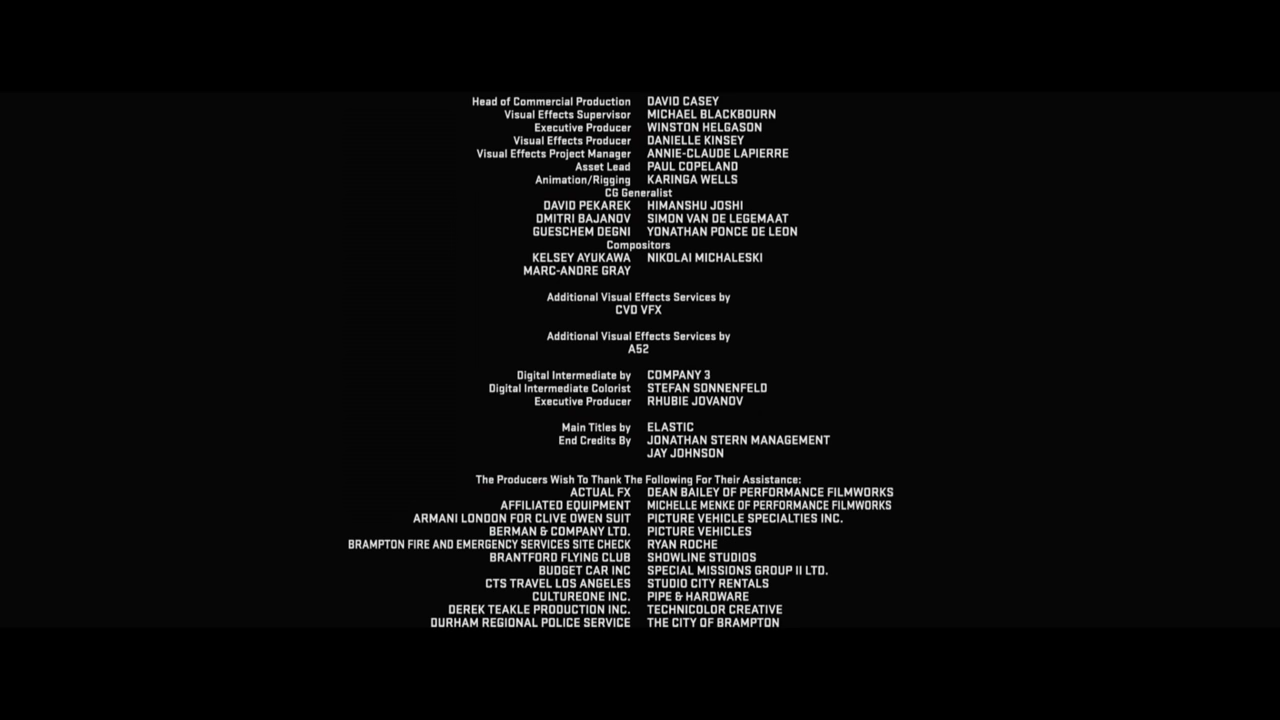 Head of Commercial Production DAVID CASEY
Visual Effects Supervisor MICHAEL BLACKBOURN
Executive Producer WINSTON HELGASON
Visual Effects Producer DANIELLE KINSEY
Visual Effects Project Manager ANNIE-CLAUDE LAPIERRE
Asset Lead PAUL COPELAND
Animation/Rigging KARINGA WELLS
CG Generalist
DAVID PEKAREK HIMANSHU JOSHI
DMITRI BAJANOV SIMON VAN DE LEGEMAAT
GUESCHEM DEGNI YONATHAN PONCE DE LEON
Compositors
KELSEY AYUKAWA NIKOLAI MICHALESKI
MARC-ANDRE GRAY
Additional Visual Effects Services by
CVD VFX
Additional Visual Effects Services by
A52
Digital Intermediate by COMPANY 3
Digital Intermediate Colorist STEFAN SONNENFELD
Executive Producer RHUBIE JOVANOV
Main Titles by ELASTIC
End Credits By JONATHAN STERN MANAGEMENT
JAY JOHNSON
The Producers Wish To Thank The Following For Their Assistance:
ACTUAL FX DEAN BAILEY OF PERFORMANCE FILMWORKS
AFFILIATED EQUIPMENT MICHELLE MENKE OF PERFORMANCE FILMWORKS
ARMANI LONDON FOR CLIVE OWEN SUIT PICTURE VEHICLE SPECIALTIES INC.
BERMAN & COMPANY LTD. PICTURE VEHICLES
BRAMPTON FIRE AND EMERGENCY SERVICES SITE CHECK RYAN ROCHE
BRANTFORD FLYING CLUB SHOWLINE STUDIOS
BUDGET CAR INC SPECIAL MISSIONS GROUP II LTD.
CTS TRAVEL LOS ANGELES STUDIO CITY RENTALS
CULTUREONE INC. PIPE & HARDWARE
DEREK TEAKLE PRODUCTION INC. TECHNICOLOR CREATIVE
DURHAM REGIONAL POLICE SERVICE THE CITY OF BRAMPTON